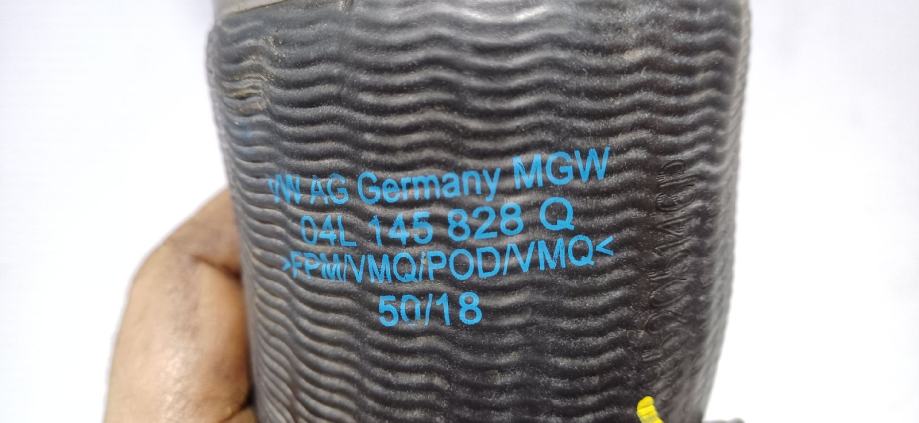 VW AG Germany MGW
04L 145 828 Q
>FPM/VMQ/POD/VMQ<
50/18